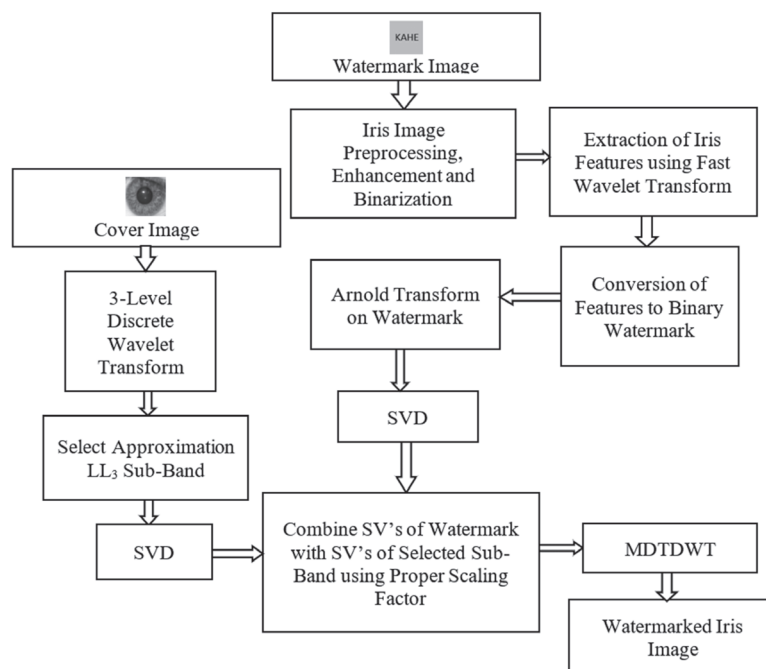 KAHE
Watermark Image
Iris Image
Preprocessing,
Enhancement and
Binarization
Extraction of Iris
Features using Fast
Wavelet Transform
Cover Image
3-Level
Discrete
Wavelet
Transform
Arnold Transform
on Watermark
Conversion of
Features to Binary
Watermark
SVD
Select Approximation
LL₃ Sub-Band
SVD
Combine SV's of Watermark
with SV's of Selected Sub-
Band using Proper Scaling
Factor
MDTDWT
Watermarked Iris
Image